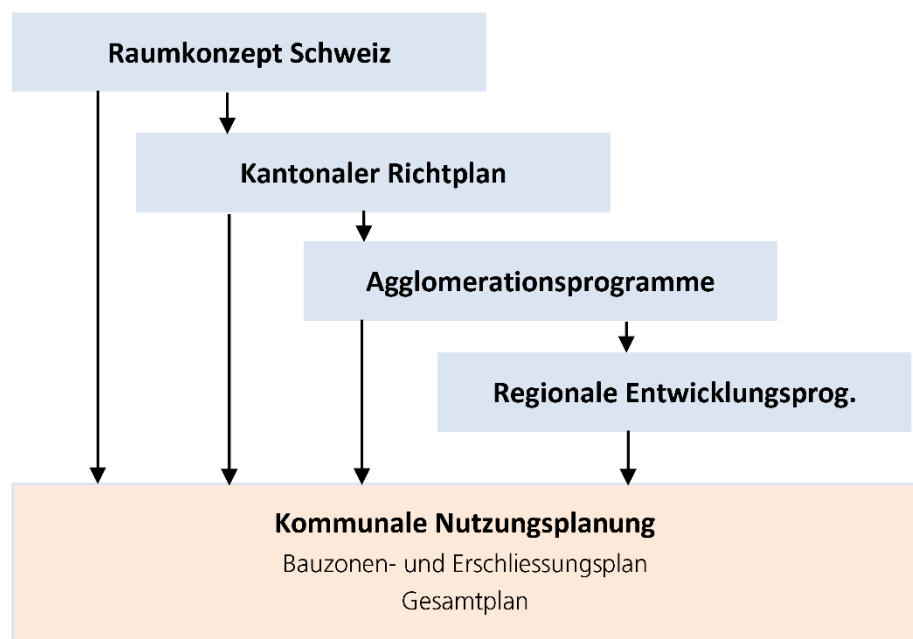 Raumkonzept Schweiz
Kantonaler Richtplan
Agglomerationsprogramme
Regionale Entwicklungsprog.
Kommunale Nutzungsplanung
Bauzonen- und Erschliessungsplan
Gesamtplan